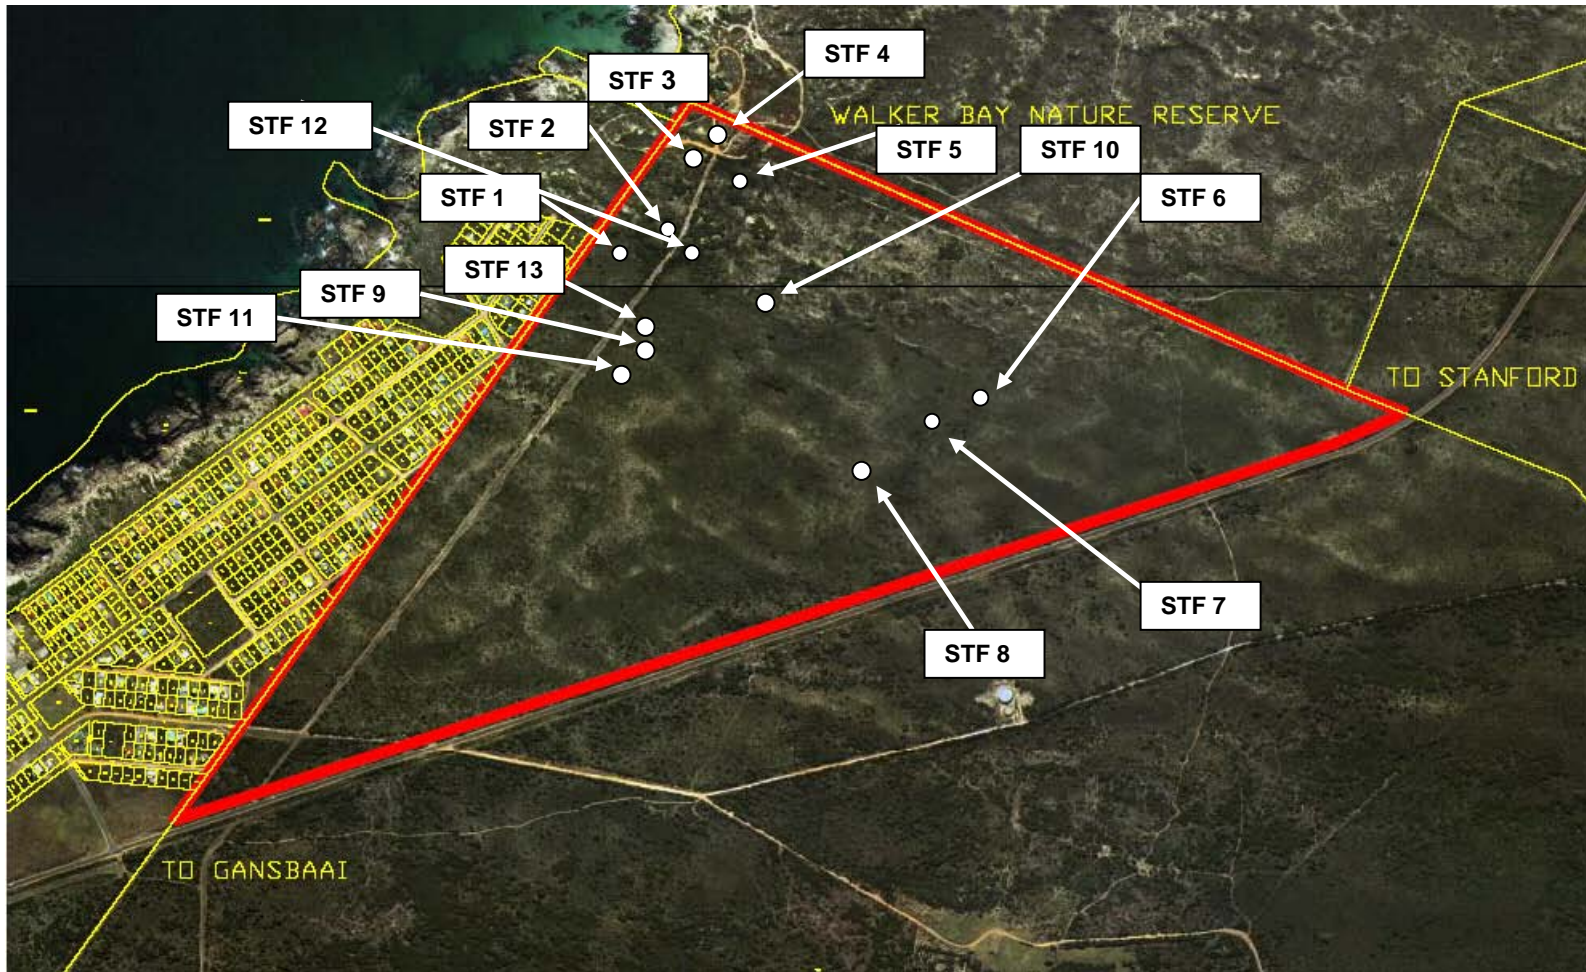 STF 4
STF 3
WALKER BAY NATURE RESERVE
STF 12
STF 2
STF 5
STF 10
STF 1
STF 6
STF 13
STF 9
STF 11
TO STANFORD
STF 7
STF 8
TO GANSBAAI